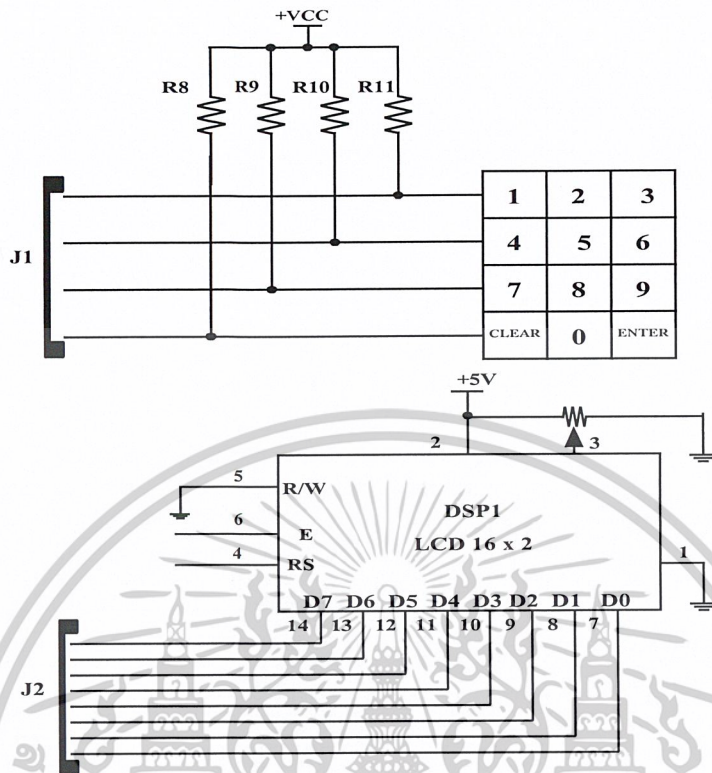 +VCC
R8 R9 R10 R11
J1
1 2 3
4 5 6
7 8 9
CLEAR 0 ENTER
+5V
2 3
5 R/W
DSP1
6 E
LCD 16 x 2
4 RS
1
D7 D6 D5 D4 D3 D2 D1 D0
14 13 12 11 10 9 8 7
J2